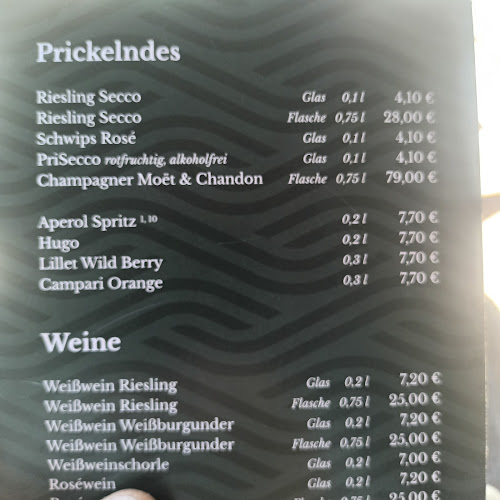 Prickelndes
Riesling Secco Glas 0,1 l 4,10 €
Riesling Secco Flasche 0,75 l 28,00 €
Schwips Rosé Glas 0,1 l 4,10 €
PriSecco rotfruchtig, alkoholfrei Glas 0,1 l 4,10 €
Champagner Moët & Chandon Flasche 0,75 l 79,00 €
Aperol Spritz 1, 10 0,2 l 7,70 €
Hugo 0,2 l 7,70 €
Lillet Wild Berry 0,3 l 7,70 €
Campari Orange 0,3 l 7,70 €
Weine
Weißwein Riesling Glas 0,2 l 7,20 €
Weißwein Riesling Flasche 0,75 l 25,00 €
Weißwein Weißburgunder Glas 0,2 l 7,20 €
Weißwein Weißburgunder Flasche 0,75 l 25,00 €
Weißweinschorle Glas 0,2 l 7,00 €
Roséwein Glas 0,2 l 7,20 €
Flasche 0,75 l 25,00 €